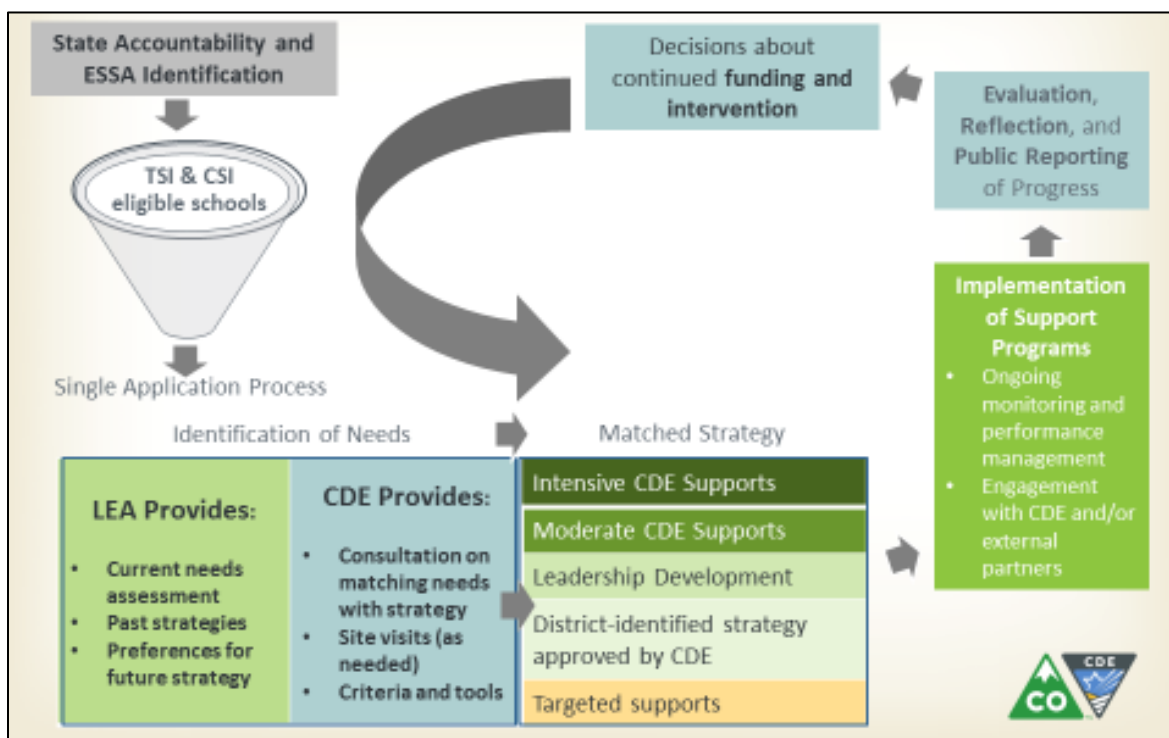 State Accountability and
ESSA Identification
TSI & CSI
eligible schools
Single Application Process
Decisions about
continued funding and
intervention
Evaluation,
Reflection, and
Public Reporting
of Progress
Identification of Needs
Matched Strategy
LEA Provides:
• Current needs
assessment
• Past strategies
• Preferences for
future strategy
CDE Provides:
• Consultation on
matching needs
with strategy
• Site visits (as
needed)
• Criteria and tools
Intensive CDE Supports
Moderate CDE Supports
Leadership Development
District-identified strategy
approved by CDE
Targeted supports
Implementation
of Support
Programs
• Ongoing
monitoring and
performance
management
• Engagement
with CDE and/or
external
partners
CO
CDE